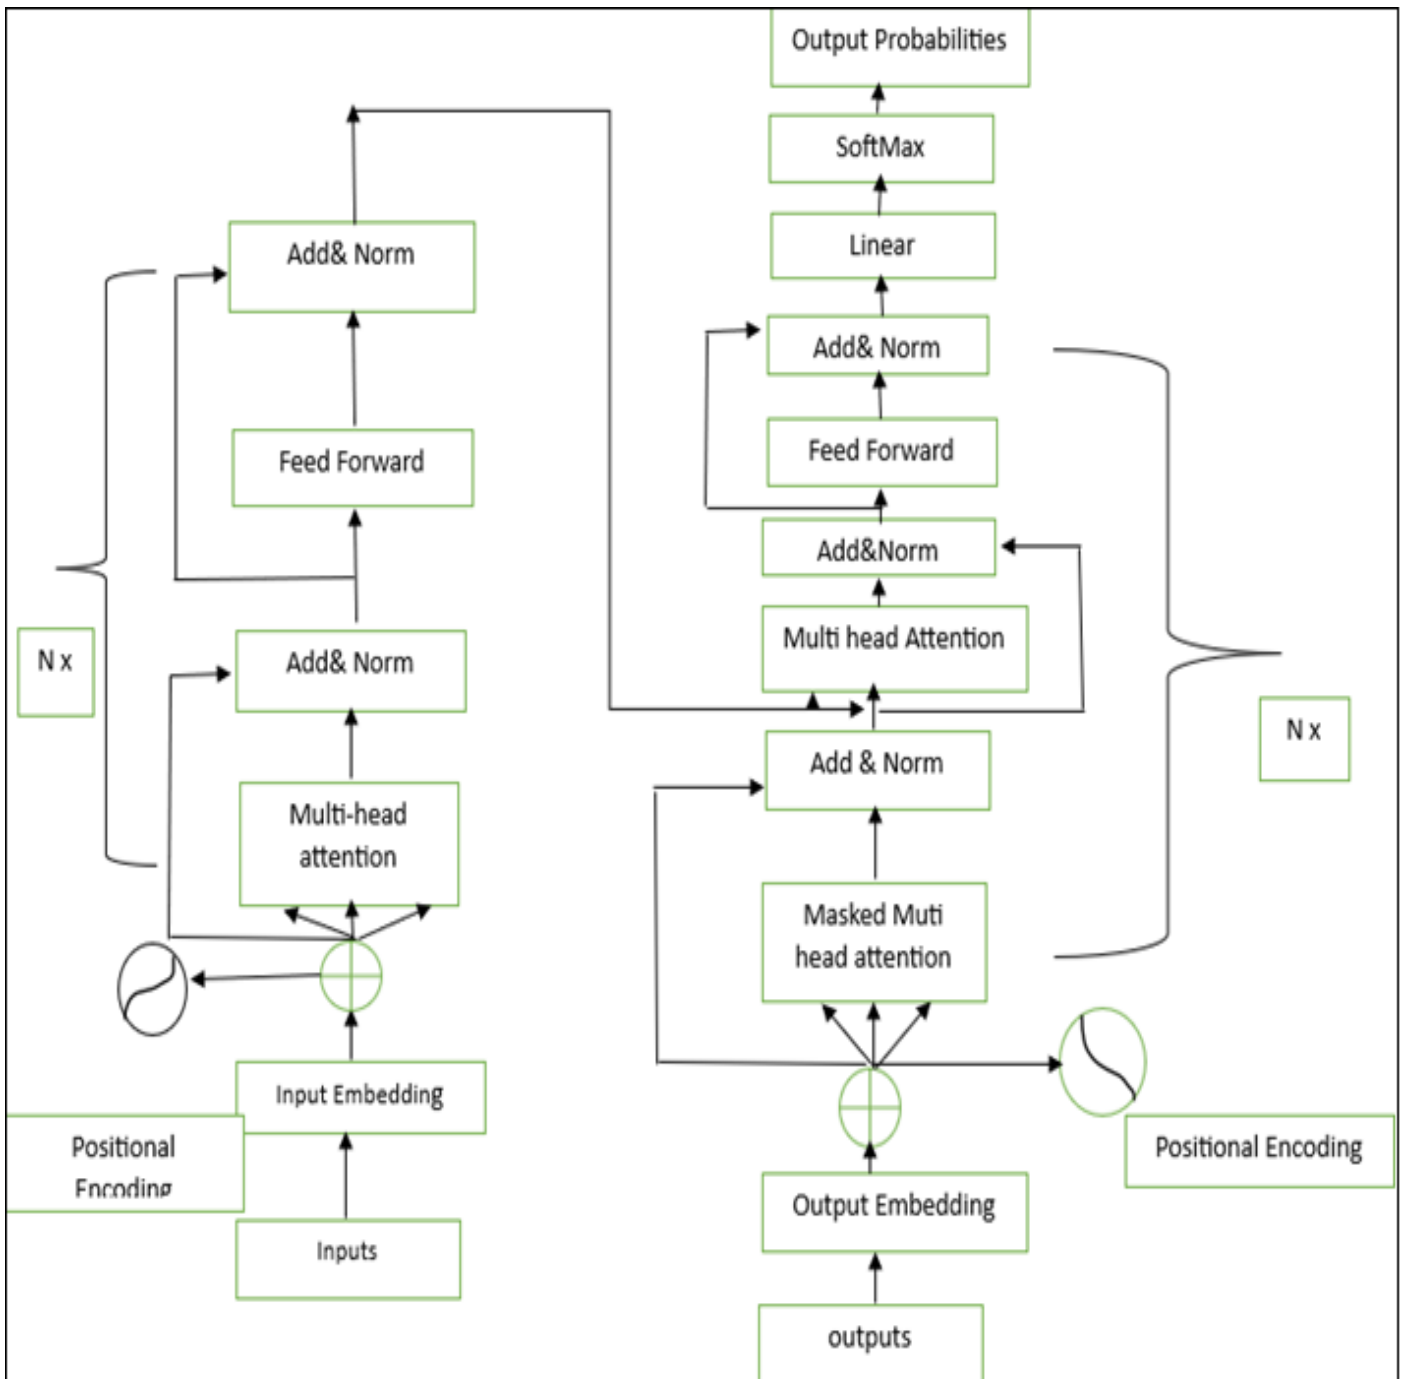 Output Probabilities
SoftMax
Linear
Add& Norm
Feed Forward
Add&Norm
Multi head Attention
Add & Norm
Masked Muti
head attention
Output Embedding
outputs
Positional Encoding
N x
Add& Norm
Feed Forward
Add& Norm
Multi-head
attention
Input Embedding
Inputs
Positional
Encoding
N x